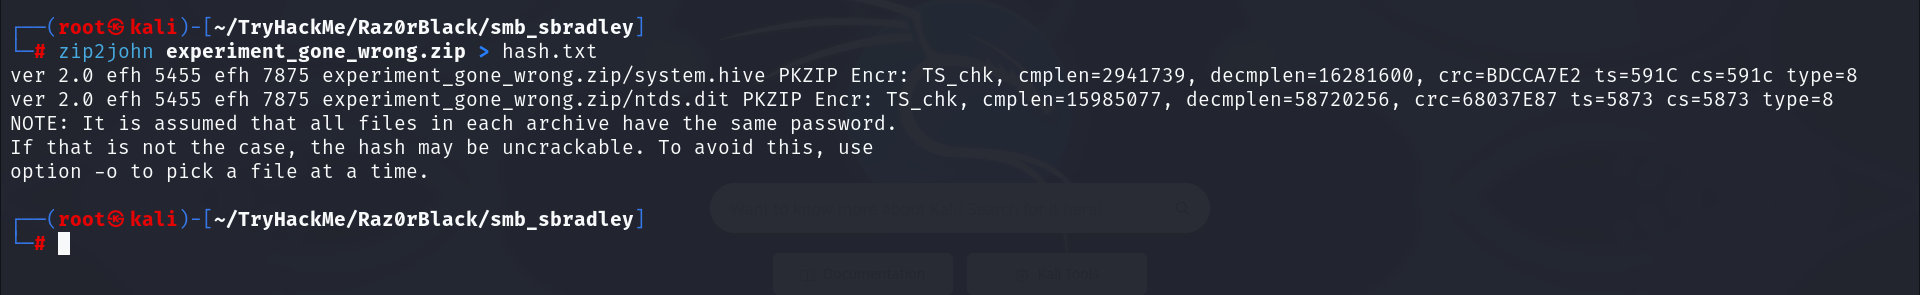 ┌──(root㉿kali)-[~/TryHackMe/Raz0rBlack/smb_sbradley]
└─# zip2john experiment_gone_wrong.zip > hash.txt
ver 2.0 efh 5455 efh 7875 experiment_gone_wrong.zip/system.hive PKZIP Encr: TS_chk, cmplen=2941739, decmplen=16281600, crc=BDCCA7E2 ts=591C cs=591c type=8
ver 2.0 efh 5455 efh 7875 experiment_gone_wrong.zip/ntds.dit PKZIP Encr: TS_chk, cmplen=15985077, decmplen=58720256, crc=68037E87 ts=5873 cs=5873 type=8
NOTE: It is assumed that all files in each archive have the same password.
If that is not the case, the hash may be uncrackable. To avoid this, use
option -o to pick a file at a time.
┌──(root㉿kali)-[~/TryHackMe/Raz0rBlack/smb_sbradley]
└─#